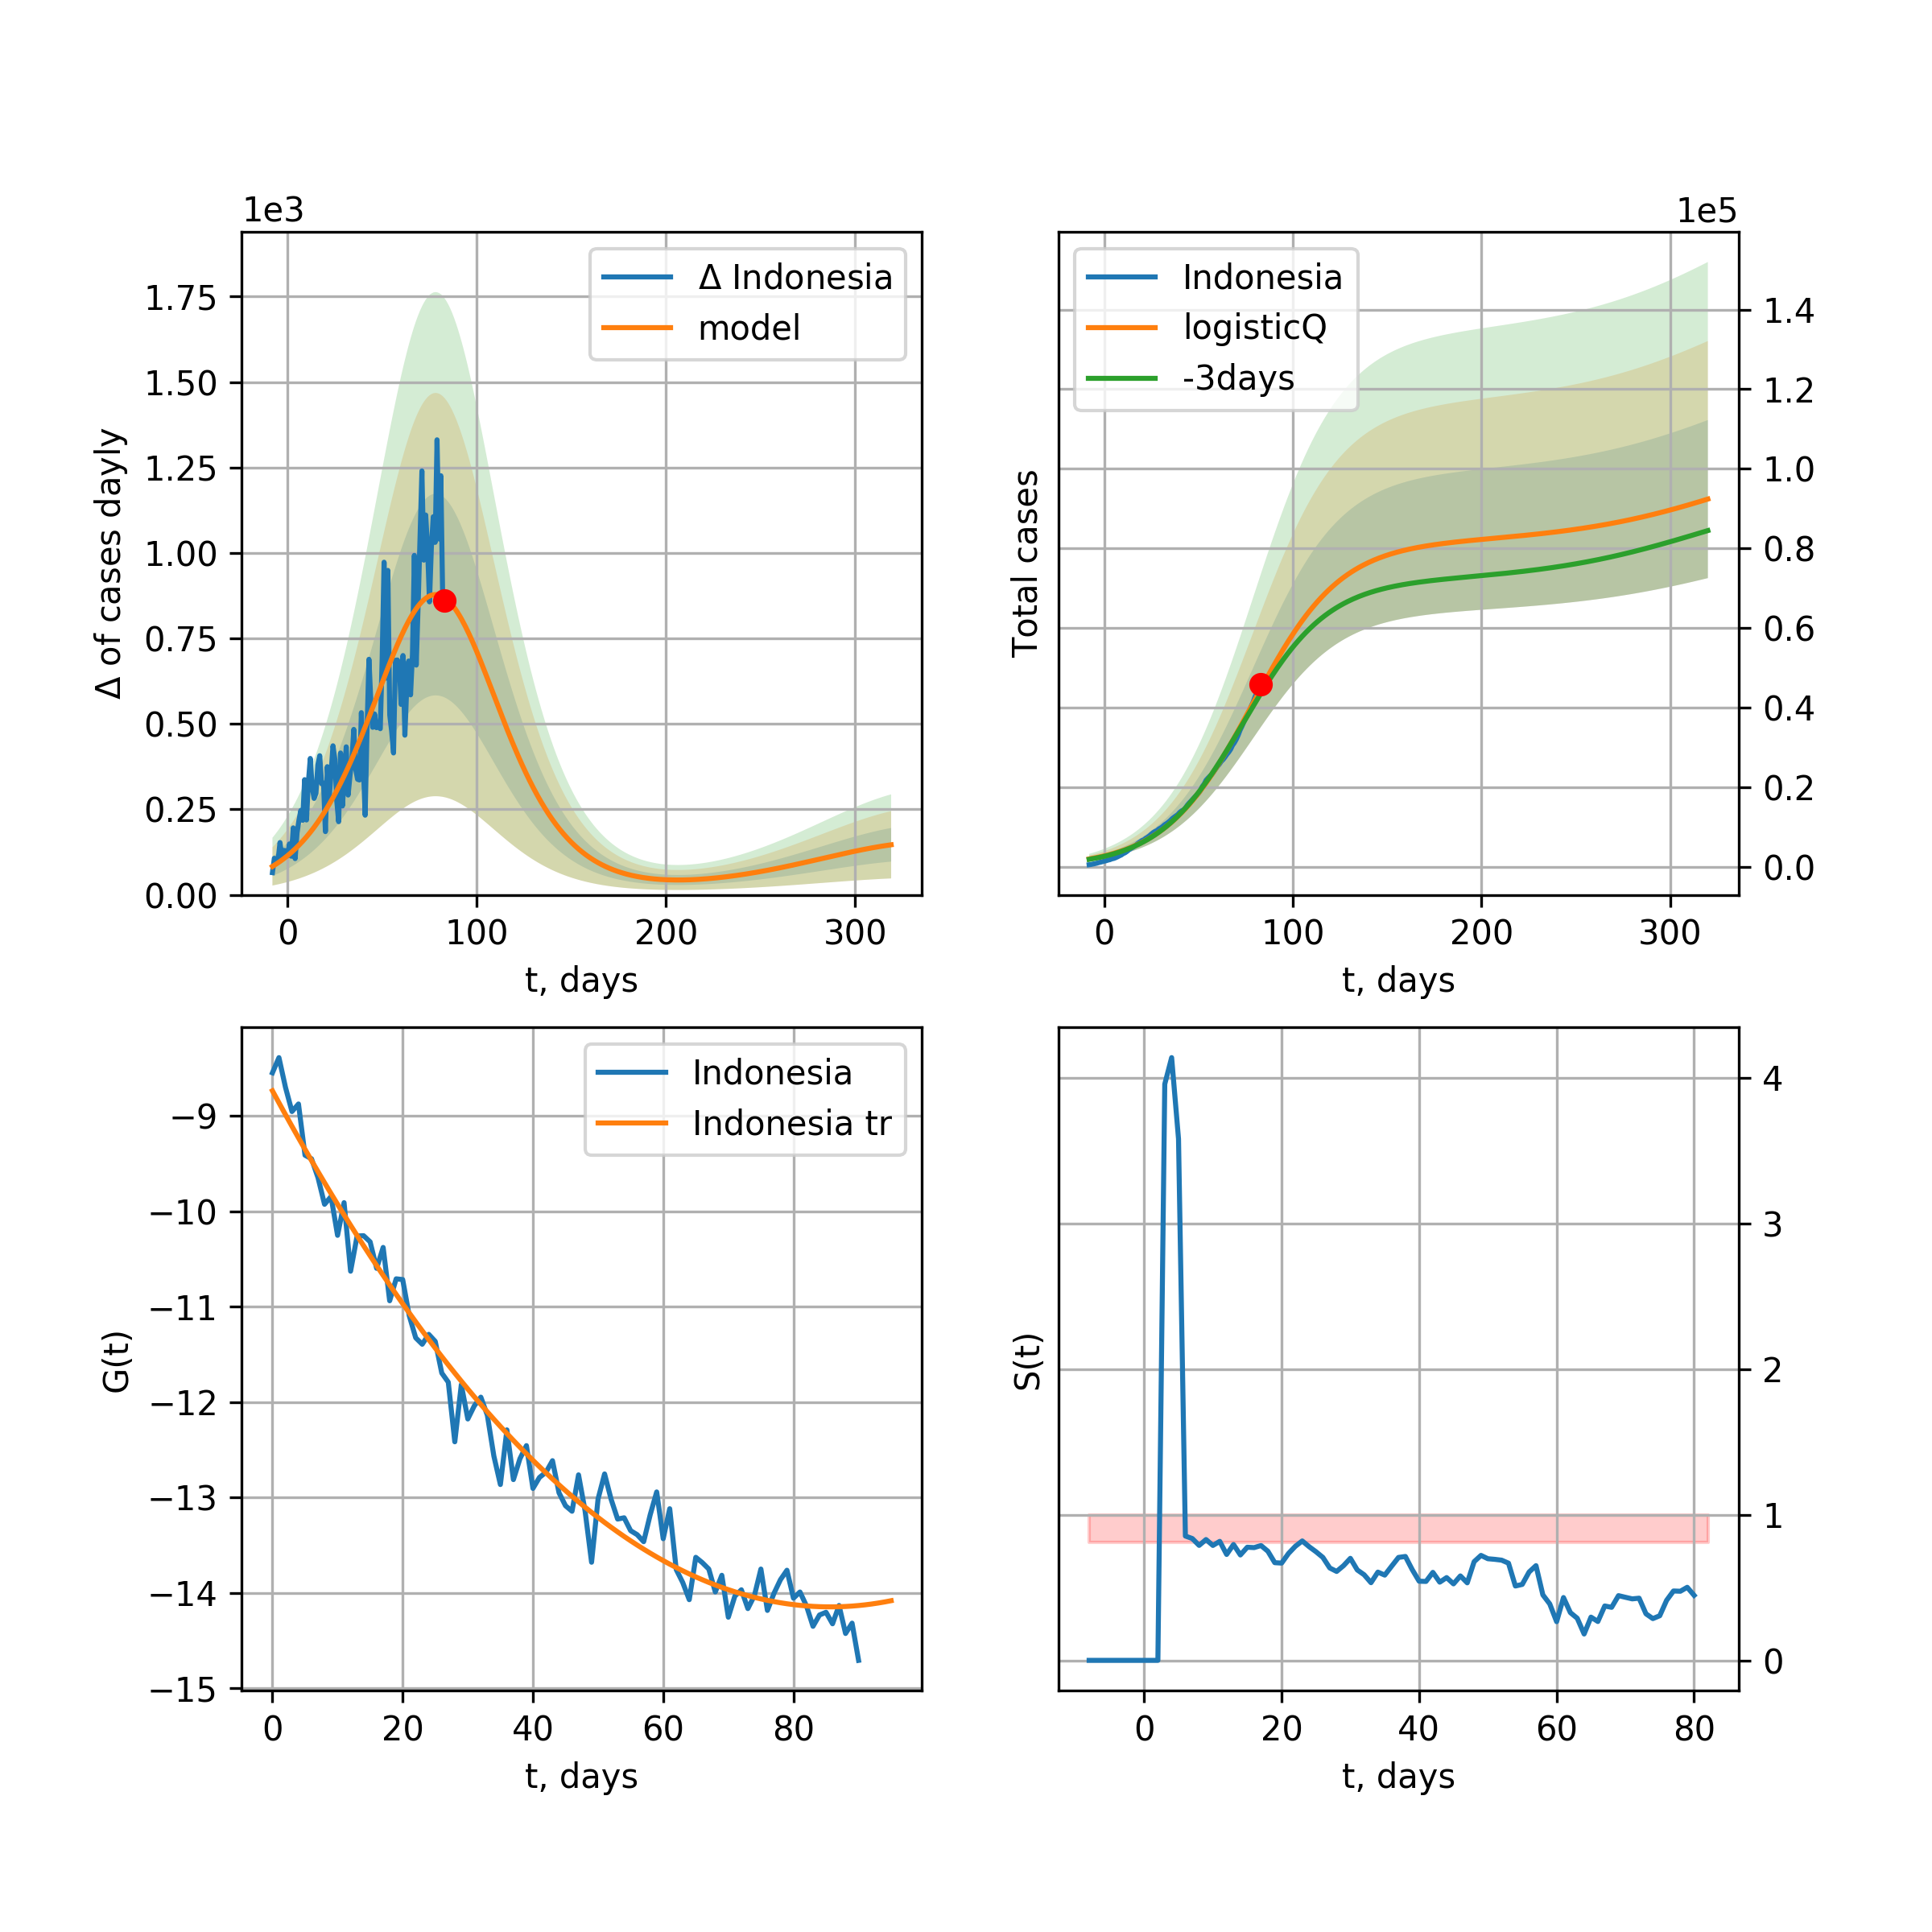 1e3
Δ Indonesia
model
1.75
1.50
1.25
1.00
0.75
0.50
0.25
0.00
Δ of cases dayly
0 100 200 300
t, days
1e5
Indonesia
logisticQ
-3days
1.4
1.2
1.0
0.8
0.6
0.4
0.2
0.0
Total cases
0 100 200 300
t, days
Indonesia
Indonesia tr
−9
−10
−11
−12
−13
−14
−15
G(t)
0 20 40 60 80
t, days
4
3
2
1
0
S(t)
0 20 40 60 80
t, days